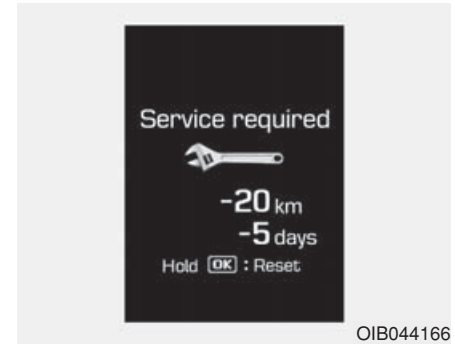 Service required
-20 km
-5 days
Hold OK : Reset
OIB044166